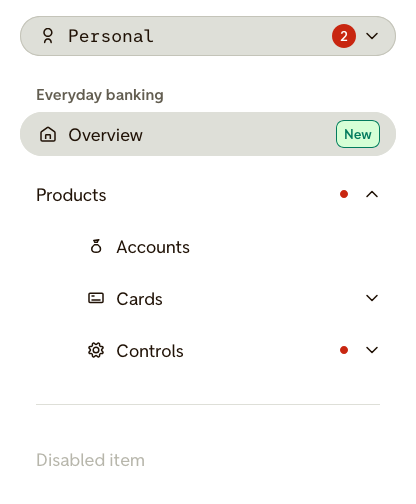 Personal 2
Everyday banking
Overview New
Products
Accounts
Cards
Controls
Disabled item